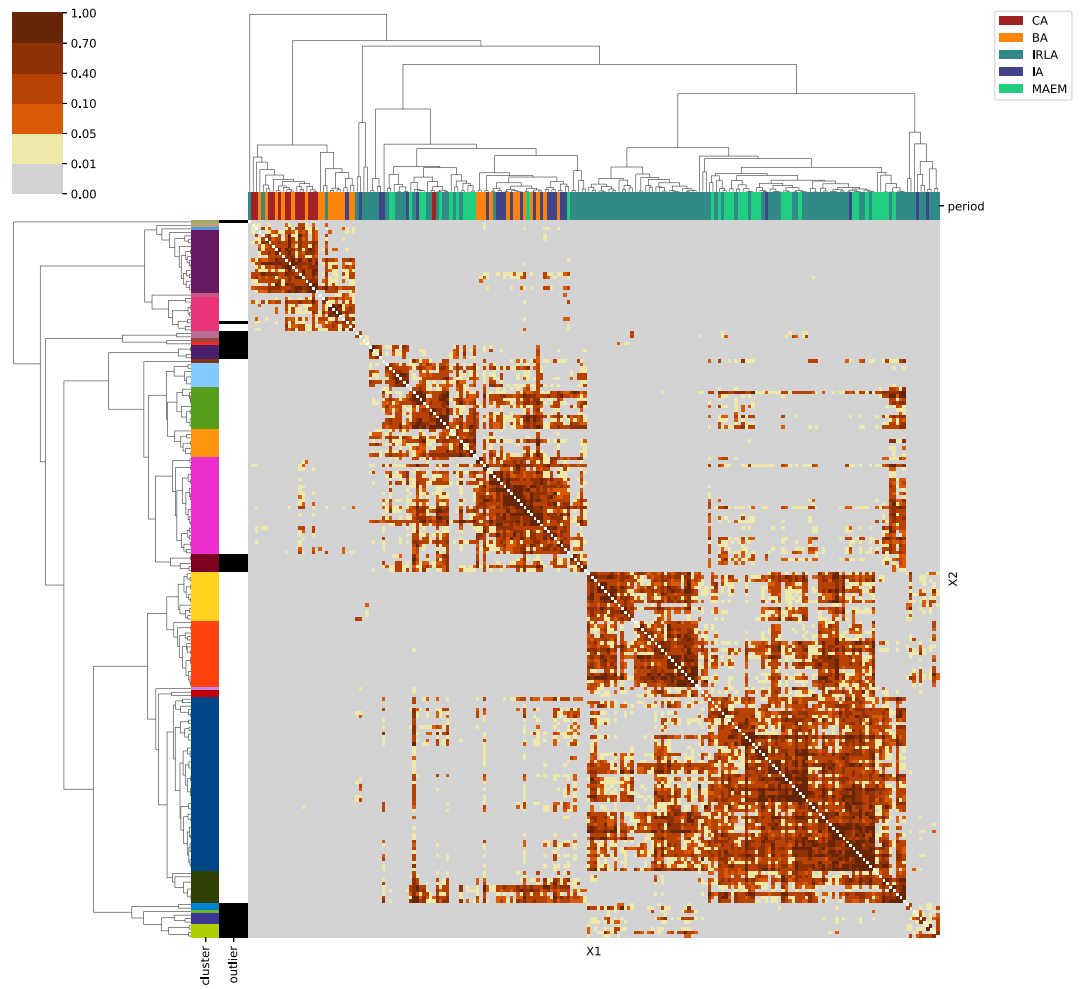 1.00
0.70
0.40
0.10
0.05
0.01
0.00
CA
BA
IRLA
IA
MAEM
period
X2
X1
cluster
outlier